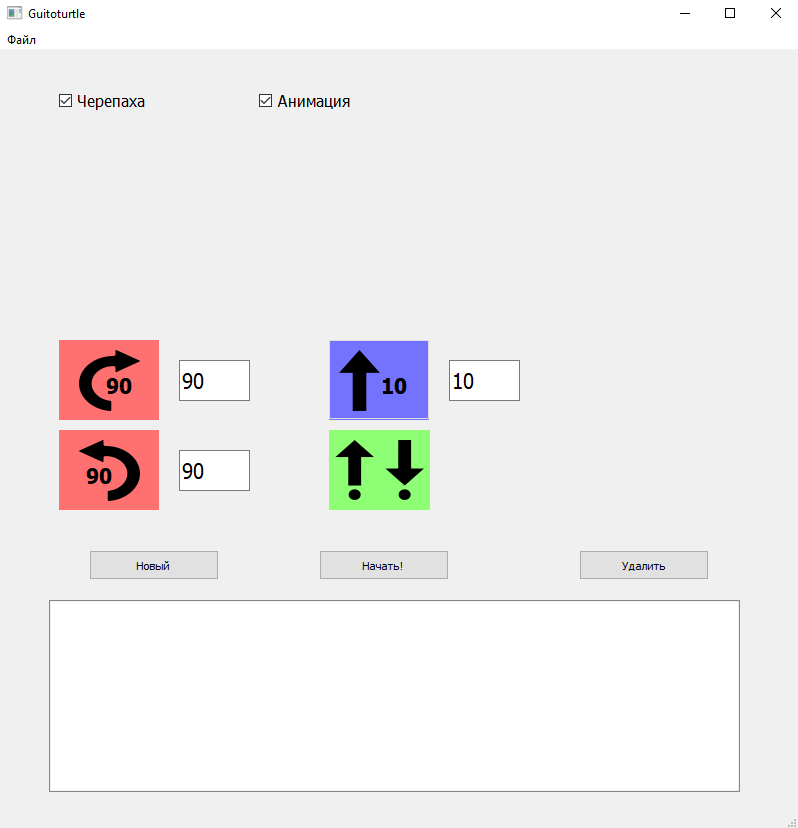 Guitoturtle
Файл
Черепаха
Анимация
90
90
10
10
90
90
Новый
Начать!
Удалить